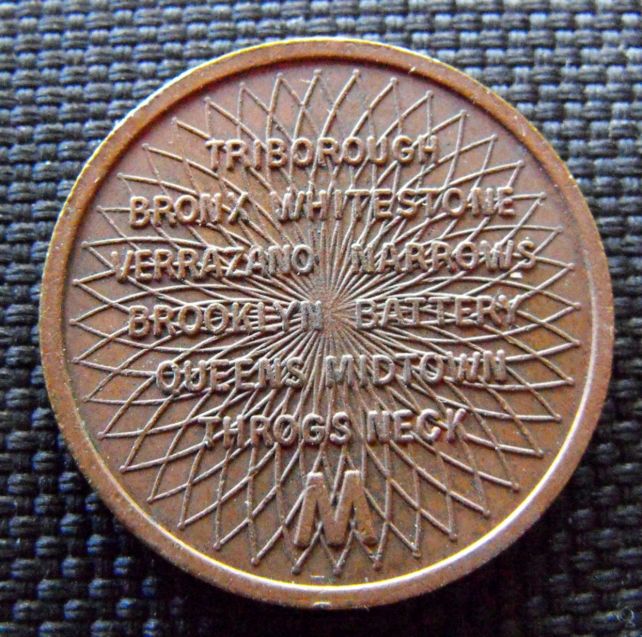 TRIBOROUGH
BRONX WHITESTONE
VERRAZANO NARROWS
BROOKLYN BATTERY
QUEENS MIDTOWN
THROGS NECK
M